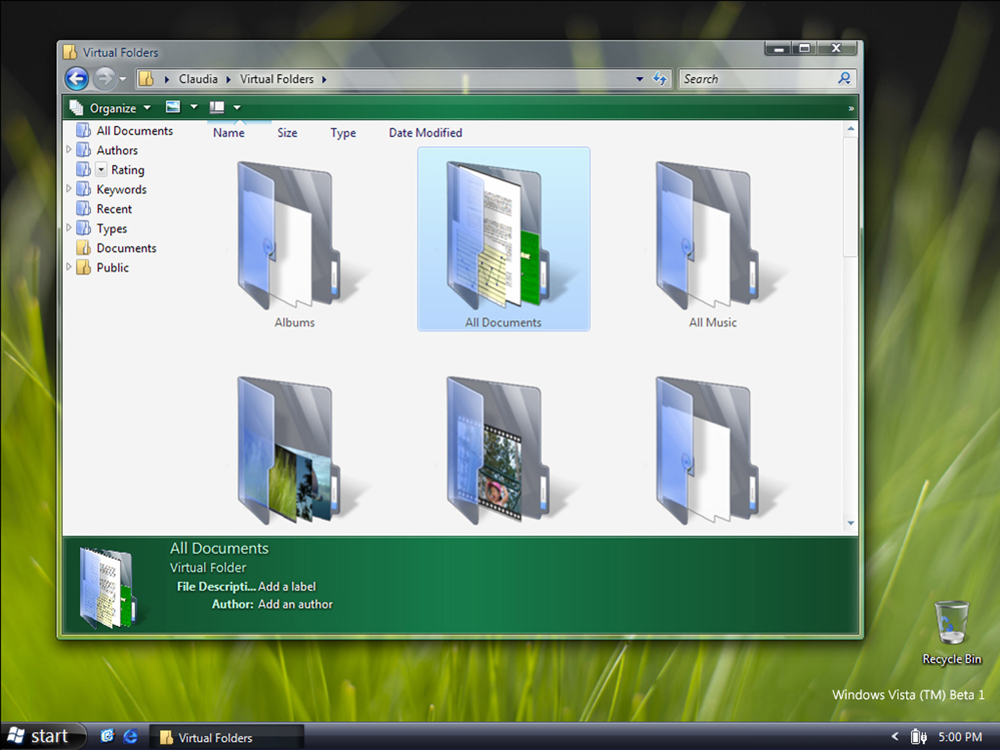 Virtual Folders
Claudia Virtual Folders
Search
Organize
»
All Documents
Authors
Rating
Keywords
Recent
Types
Documents
Public
Name Size Type Date Modified
Albums
All Documents
All Music
All Documents
Virtual Folder
File Descripti... Add a label
Author: Add an author
Recycle Bin
Windows Vista (TM) Beta 1
start
Virtual Folders
5:00 PM